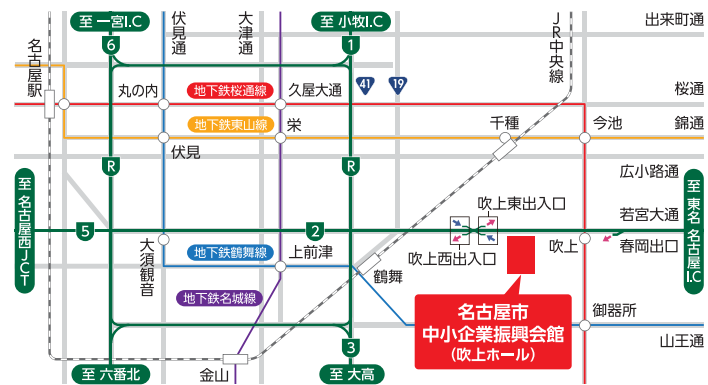 至 一宮I.C
伏見通
大津通
至 小牧I.C
JR中央線
出来町通
6
1
名古屋駅
41
19
丸の内
地下鉄桜通線
久屋大通
桜通
地下鉄東山線
栄
千種
今池
錦通
伏見
R
R
広小路通
至 名古屋西JCT
吹上東出入口
若宮大通
至 東名 名古屋I.C
5
2
大須観音
地下鉄鶴舞線
上前津
吹上西出入口
吹上
春岡出口
鶴舞
地下鉄名城線
名古屋市
中小企業振興会館
(吹上ホール)
御器所
山王通
3
至 六番北
金山
至 大高